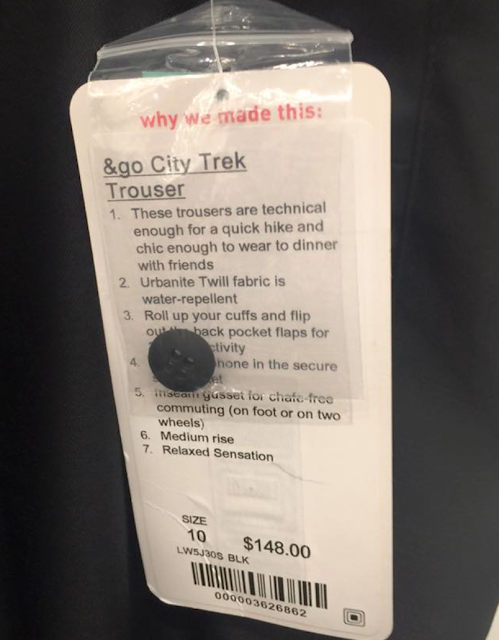 why we made this:
&go City Trek
Trouser
1. These trousers are technical
enough for a quick hike and
chic enough to wear to dinner
with friends
2. Urbanite Twill fabric is
water-repellent
3. Roll up your cuffs and flip
out back pocket flaps for
4. in the secure
5. Inseam gusset for chafe-free
commuting (on foot or on two
wheels)
6. Medium rise
7. Relaxed Sensation
SIZE
10 $148.00
LW5J30S BLK
000003626862